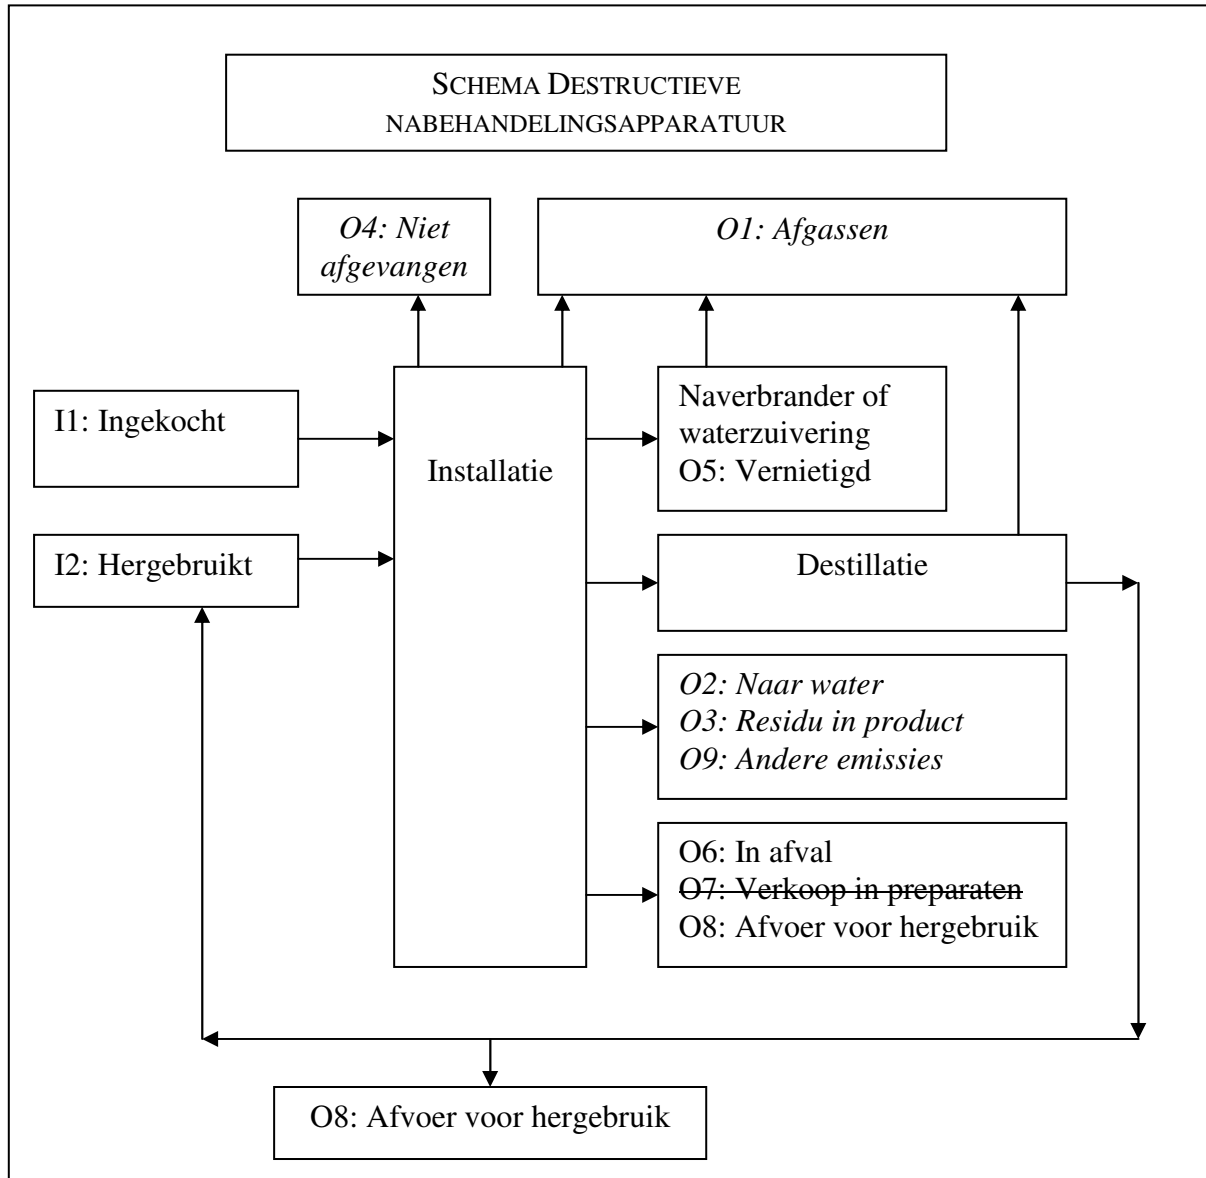 SCHEMA DESTRUCTIEVE
NABEHANDELINGSAPPARATUUR
O4: Niet
afgevangen
O1: Afgassen
I1: Ingekocht
I2: Hergebruikt
Installatie
Naverbrander of
waterzuivering
O5: Vernietigd
Destillatie
O2: Naar water
O3: Residu in product
O9: Andere emissies
O6: In afval
O7: Verkoop in preparaten
O8: Afvoer voor hergebruik
O8: Afvoer voor hergebruik